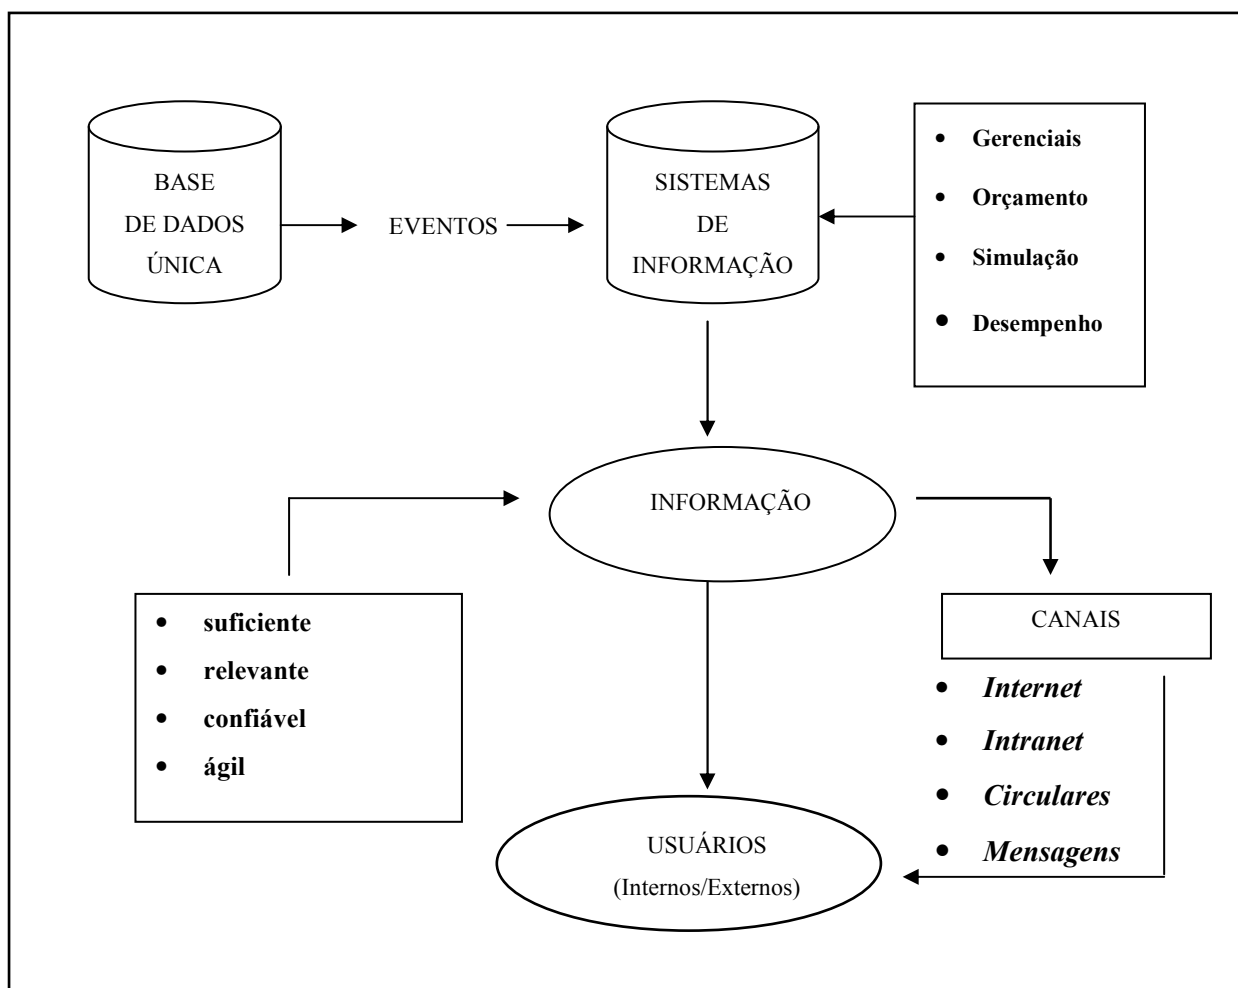 BASE
DE DADOS
ÚNICA
EVENTOS
SISTEMAS
DE
INFORMAÇÃO
• Gerenciais
• Orçamento
• Simulação
• Desempenho
INFORMAÇÃO
• suficiente
• relevante
• confiável
• ágil
CANAIS
• Internet
• Intranet
• Circulares
• Mensagens
USUÁRIOS
(Internos/Externos)